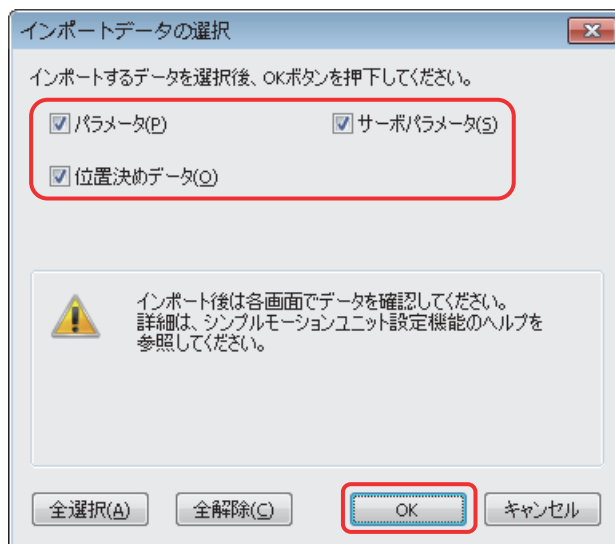 インポートデータの選択
インポートするデータを選択後、OKボタンを押下してください。
パラメータ(P) サーボパラメータ(S)
位置決めデータ(O)
インポート後は各画面でデータを確認してください。
詳細は、シンプルモーションユニット設定機能のヘルプを
参照してください。
全選択(A) 全解除(C) OK キャンセル